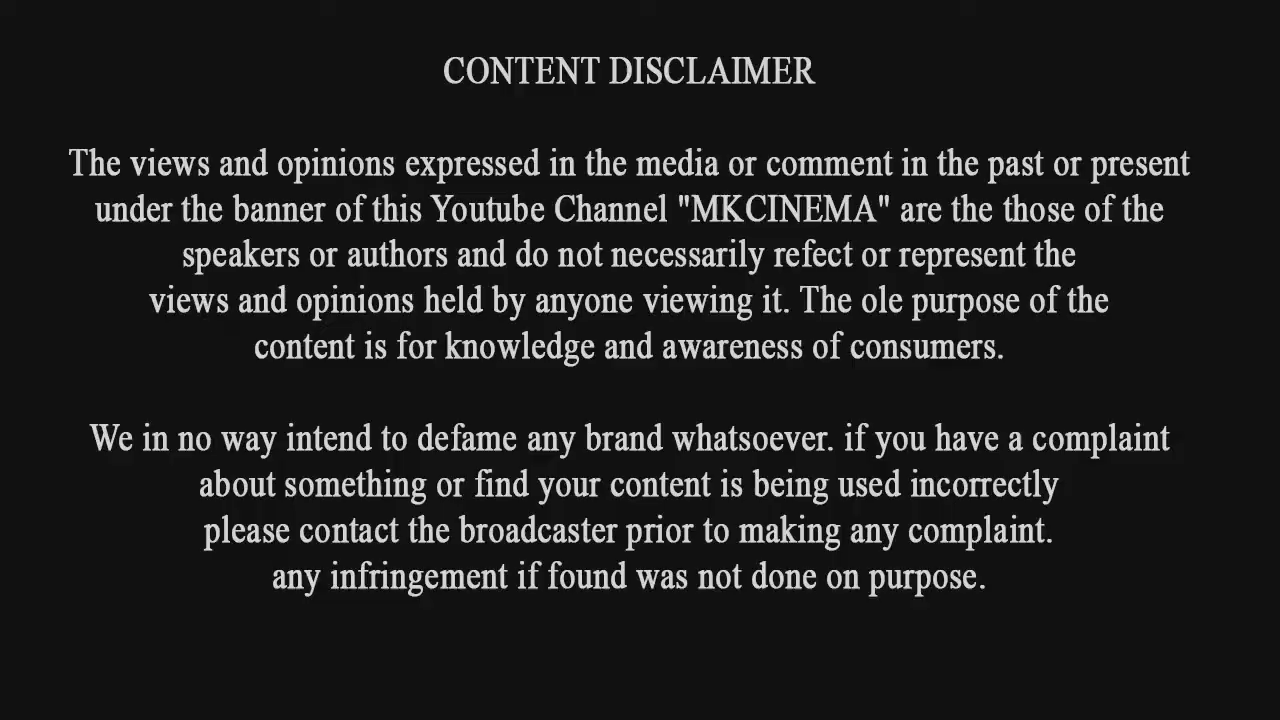 CONTENT DISCLAIMER
The views and opinions expressed in the media or comment in the past or present
under the banner of this Youtube Channel "MKCINEMA" are the those of the
speakers or authors and do not necessarily refect or represent the
views and opinions held by anyone viewing it. The ole purpose of the
content is for knowledge and awareness of consumers.
We in no way intend to defame any brand whatsoever. if you have a complaint
about something or find your content is being used incorrectly
please contact the broadcaster prior to making any complaint.
any infringement if found was not done on purpose.